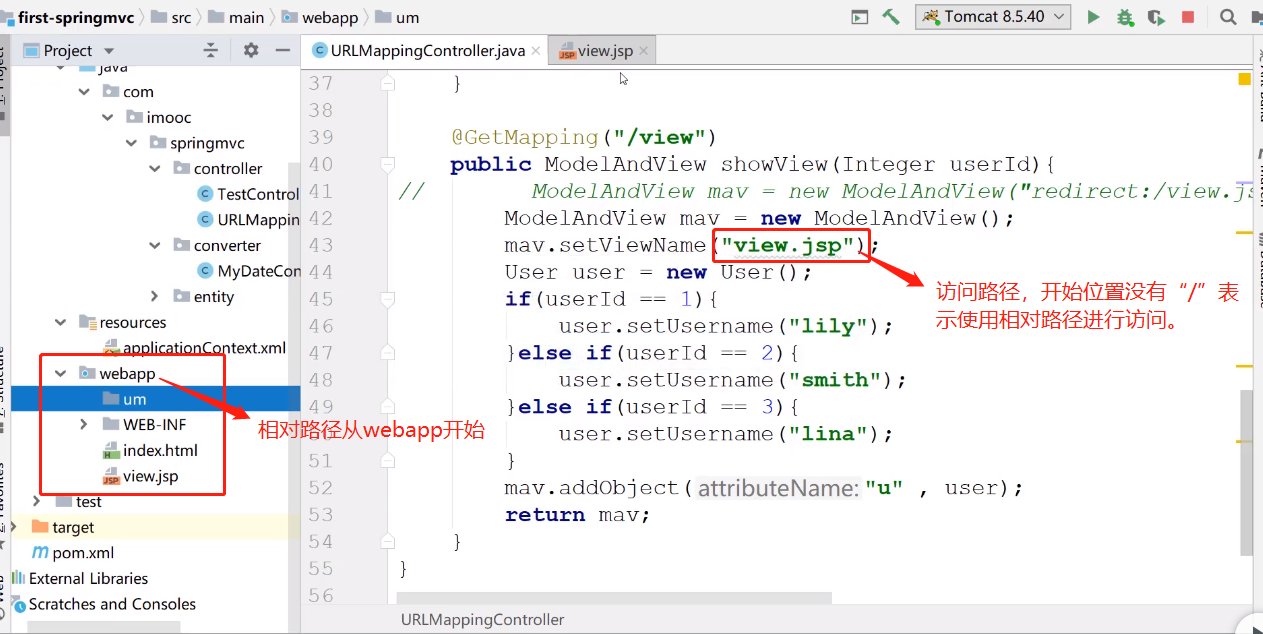 first-springmvc
src
main
webapp
um
Tomcat 8.5.40
Project
URLMappingController.java
view.jsp
java
com
imooc
springmvc
controller
TestControl
URLMappin
converter
MyDateCon
entity
resources
applicationContext.xml
webapp
um
WEB-INF
index.html
view.jsp
test
target
pom.xml
External Libraries
Scratches and Consoles
相对路径从webapp开始
37 }
38
39 @GetMapping("/view")
40 public ModelAndView showView(Integer userId){
41 // ModelAndView mav = new ModelAndView("redirect:/view.js
42 ModelAndView mav = new ModelAndView();
43 mav.setViewName("view.jsp");
44 User user = new User();
45 if(userId == 1){
46 user.setUsername("lily");
47 }else if(userId == 2){
48 user.setUsername("smith");
49 }else if(userId == 3){
user.setUsername("lina");
51 }
52 mav.addObject( attributeName: "u" , user);
53 return mav;
54 }
55 }
56
访问路径，开始位置没有“/”表
示使用相对路径进行访问。
URLMappingController